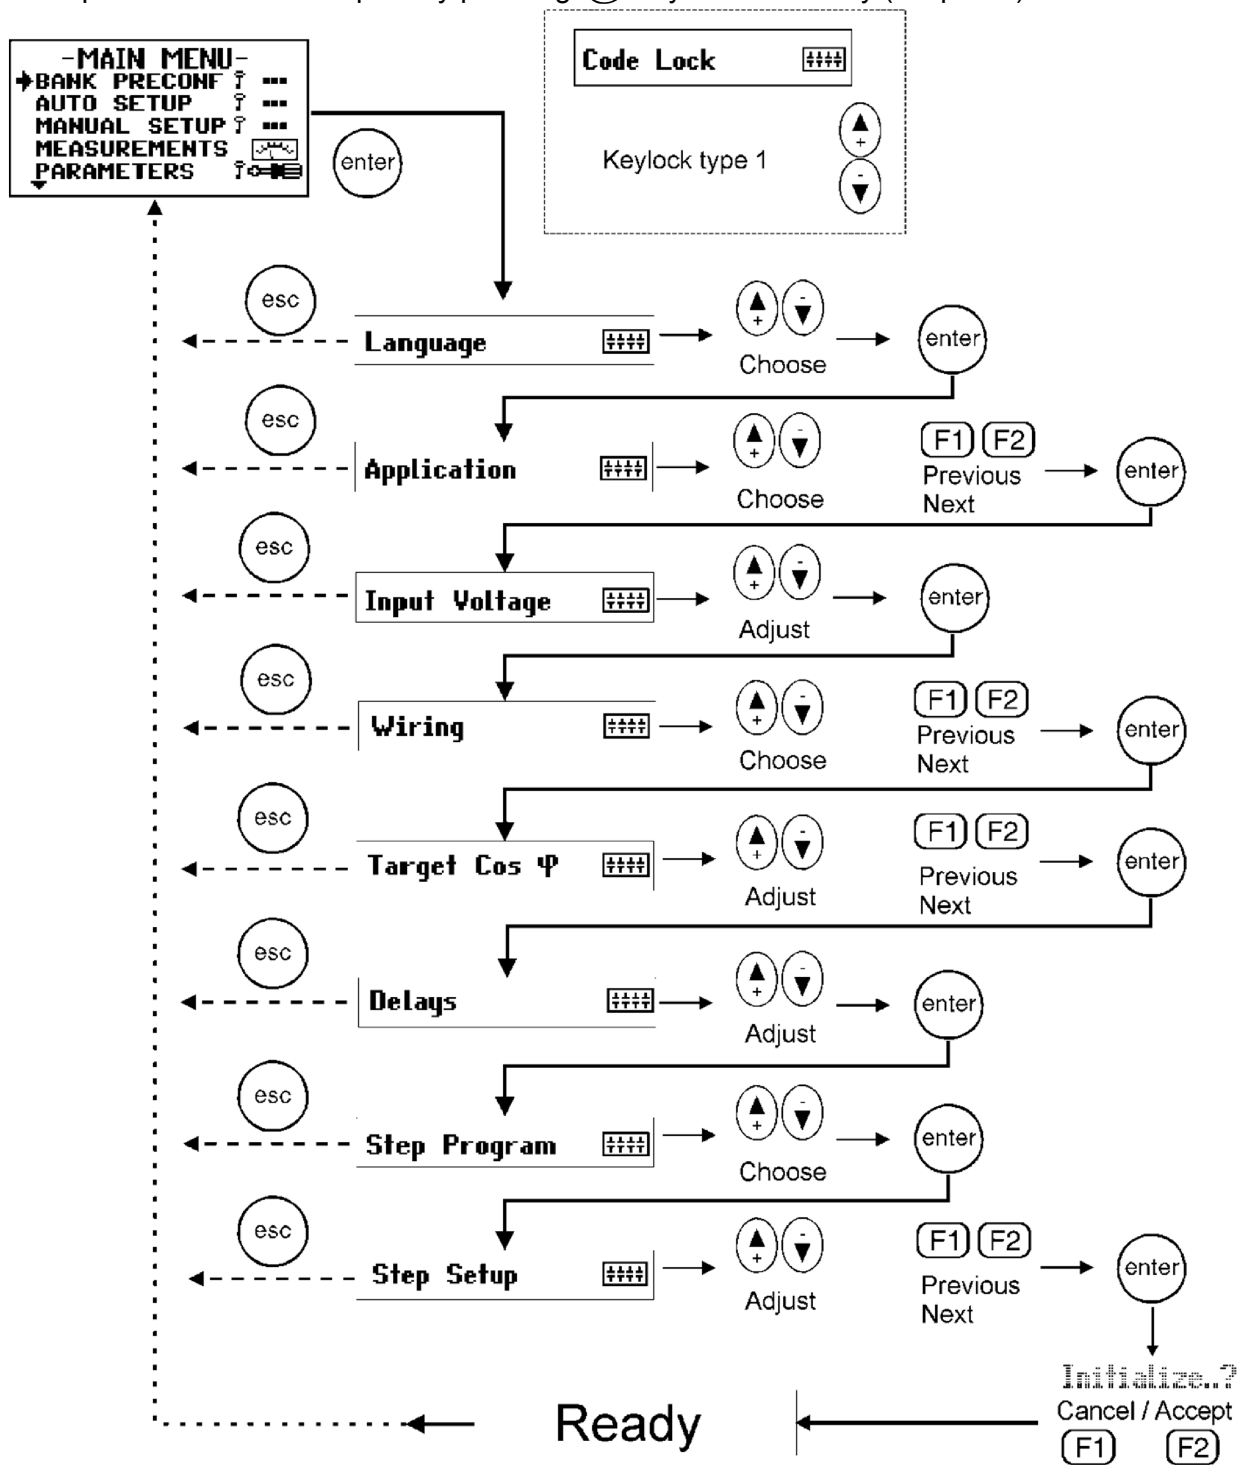 -MAIN MENU-
BANK PRECONF
AUTO SETUP
MANUAL SETUP
MEASUREMENTS
PARAMETERS
enter
Code Lock
Keylock type 1
+
-
esc
Language
+ -
Choose
enter
esc
Application
+ -
Choose
F1 F2
Previous
Next
enter
esc
Input Voltage
+ -
Adjust
enter
esc
Wiring
+ -
Choose
F1 F2
Previous
Next
enter
esc
Target Cos φ
+ -
Adjust
F1 F2
Previous
Next
enter
esc
Delays
+ -
Adjust
enter
esc
Step Program
+ -
Choose
enter
esc
Step Setup
+ -
Adjust
F1 F2
Previous
Next
enter
Initialize..?
Cancel / Accept
F1 F2
Ready